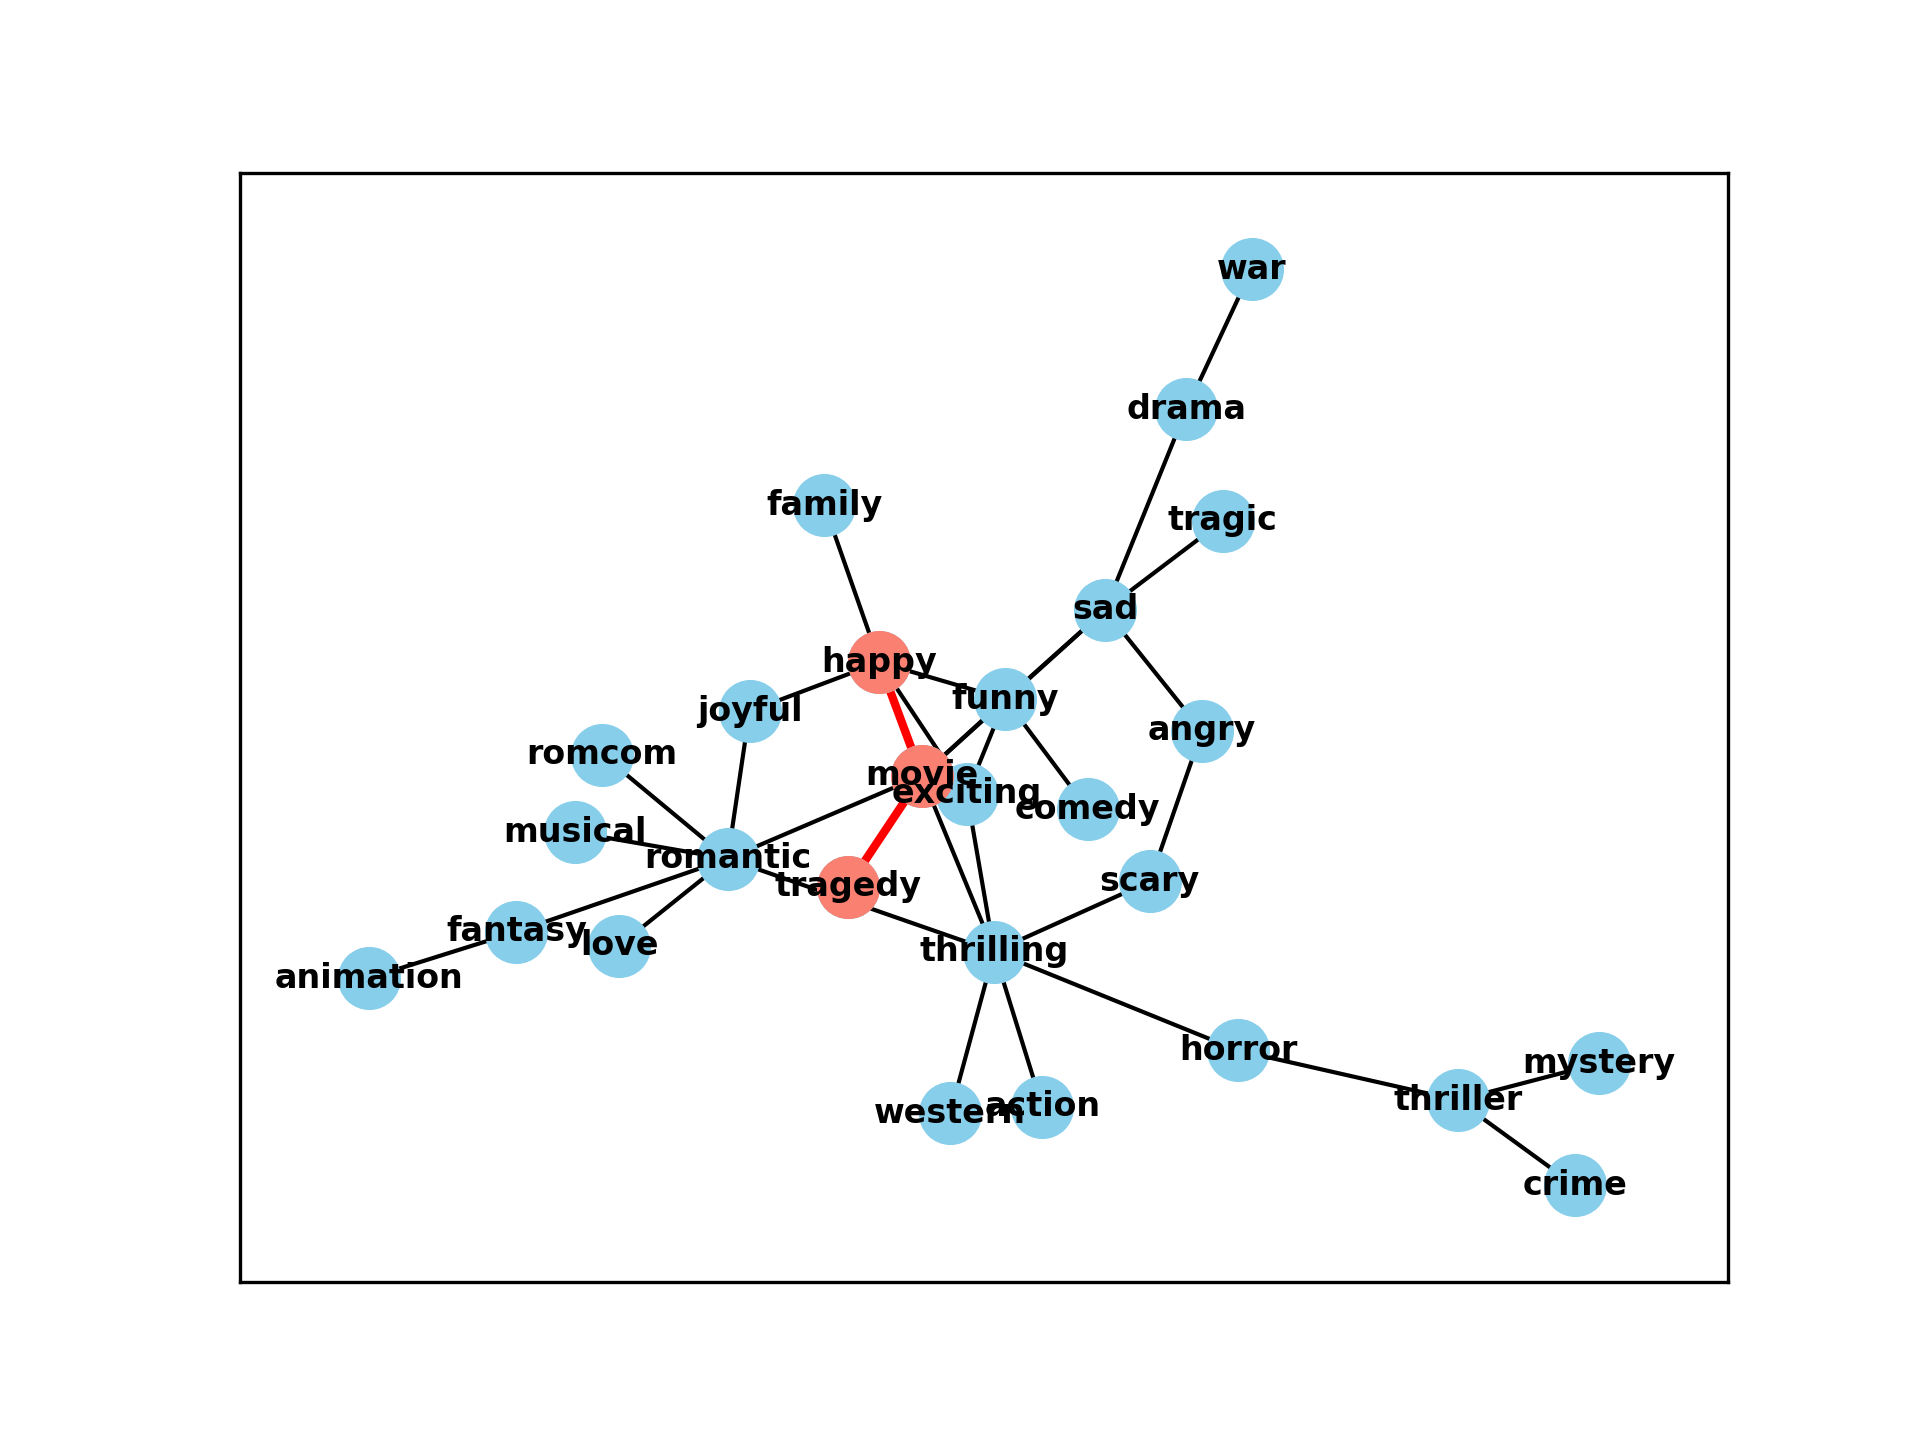 war
drama
family
tragic
sad
happy
funny
joyful
angry
romcom
movie
exciting
comedy
musical
romantic
tragedy
scary
fantasy
love
thrilling
animation
horror
mystery
thriller
western
action
crime